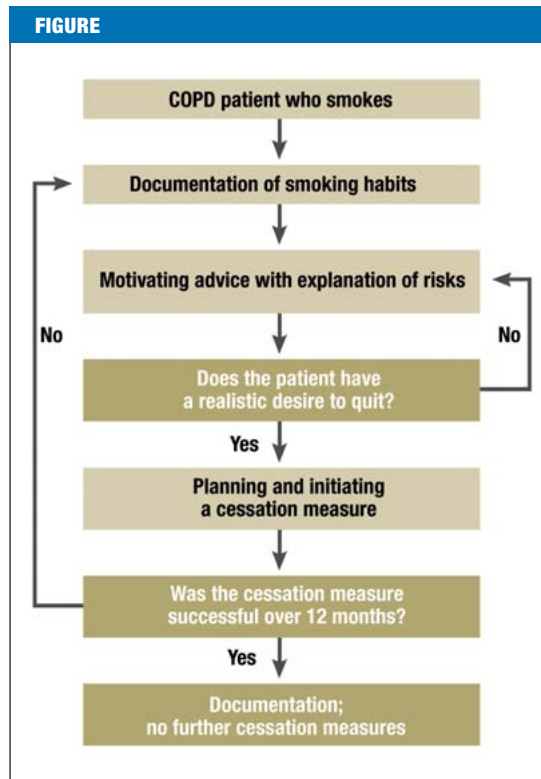 FIGURE
COPD patient who smokes
Documentation of smoking habits
Motivating advice with explanation of risks
No
No
Does the patient have
a realistic desire to quit?
Yes
Planning and initiating
a cessation measure
Was the cessation measure
successful over 12 months?
Yes
Documentation;
no further cessation measures